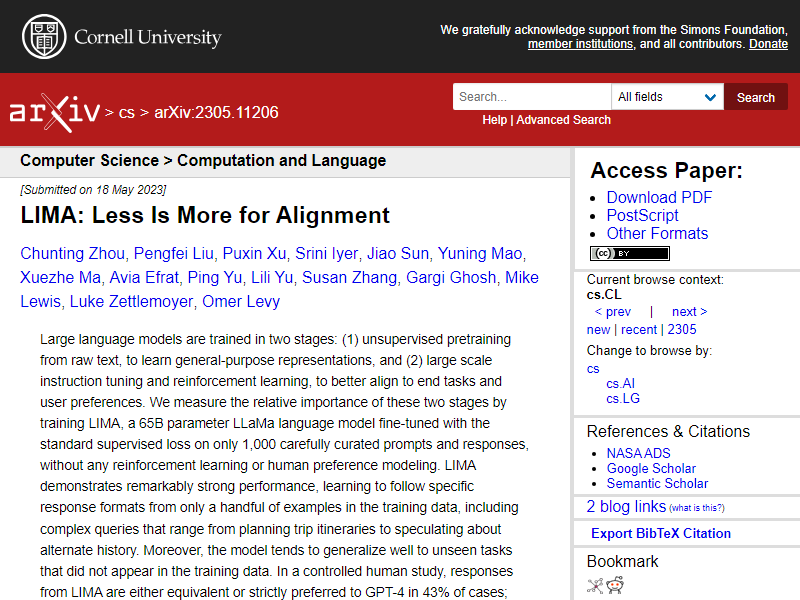 Cornell University
We gratefully acknowledge support from the Simons Foundation,
member institutions, and all contributors. Donate
arXiv > cs > arXiv:2305.11206
Search...
All fields
Search
Help | Advanced Search
Computer Science > Computation and Language
[Submitted on 18 May 2023]
LIMA: Less Is More for Alignment
Chunting Zhou, Pengfei Liu, Puxin Xu, Srini Iyer, Jiao Sun, Yuning Mao,
Xuezhe Ma, Avia Efrat, Ping Yu, Lili Yu, Susan Zhang, Gargi Ghosh, Mike
Lewis, Luke Zettlemoyer, Omer Levy
Large language models are trained in two stages: (1) unsupervised pretraining
from raw text, to learn general-purpose representations, and (2) large scale
instruction tuning and reinforcement learning, to better align to end tasks and
user preferences. We measure the relative importance of these two stages by
training LIMA, a 65B parameter LLaMa language model fine-tuned with the
standard supervised loss on only 1,000 carefully curated prompts and responses,
without any reinforcement learning or human preference modeling. LIMA
demonstrates remarkably strong performance, learning to follow specific
response formats from only a handful of examples in the training data, including
complex queries that range from planning trip itineraries to speculating about
alternate history. Moreover, the model tends to generalize well to unseen tasks
that did not appear in the training data. In a controlled human study, responses
from LIMA are either equivalent or strictly preferred to GPT-4 in 43% of cases;
Access Paper:
Download PDF
PostScript
Other Formats
(cc) BY
Current browse context:
cs.CL
< prev | next >
new | recent | 2305
Change to browse by:
cs
cs.AI
cs.LG
References & Citations
NASA ADS
Google Scholar
Semantic Scholar
2 blog links (what is this?)
Export BibTeX Citation
Bookmark